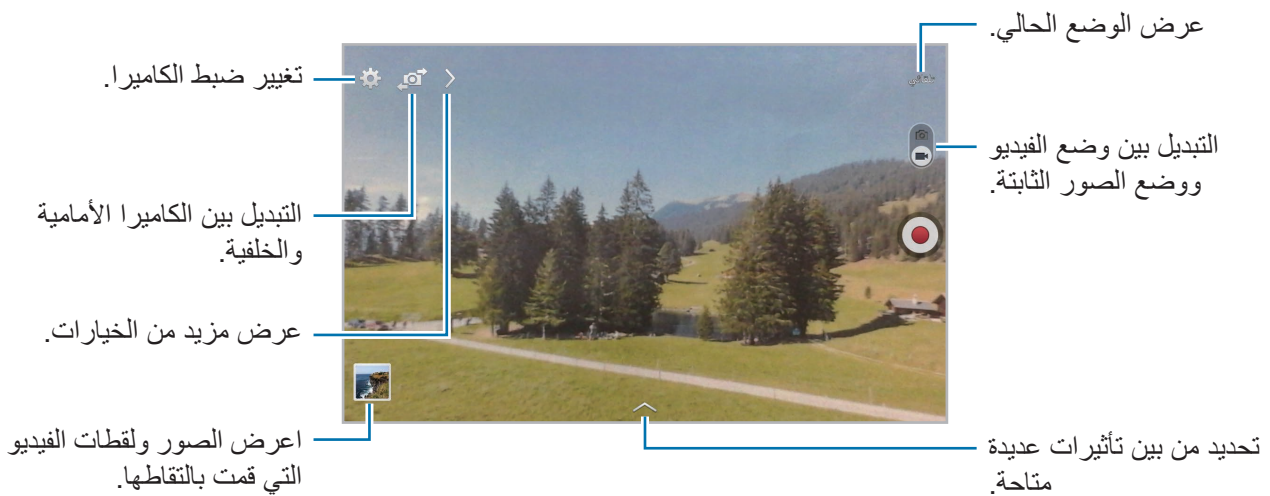 عرض الوضع الحالي.
تغيير ضبط الكاميرا.
تلقائي
التبديل بين وضع الفيديو
ووضع الصور الثابتة.
التبديل بين الكاميرا الأمامية
والخلفية.
عرض مزيد من الخيارات.
اعرض الصور ولقطات الفيديو
التي قمت بالتقاطها.
تحديد من بين تأثيرات عديدة
متاحة.